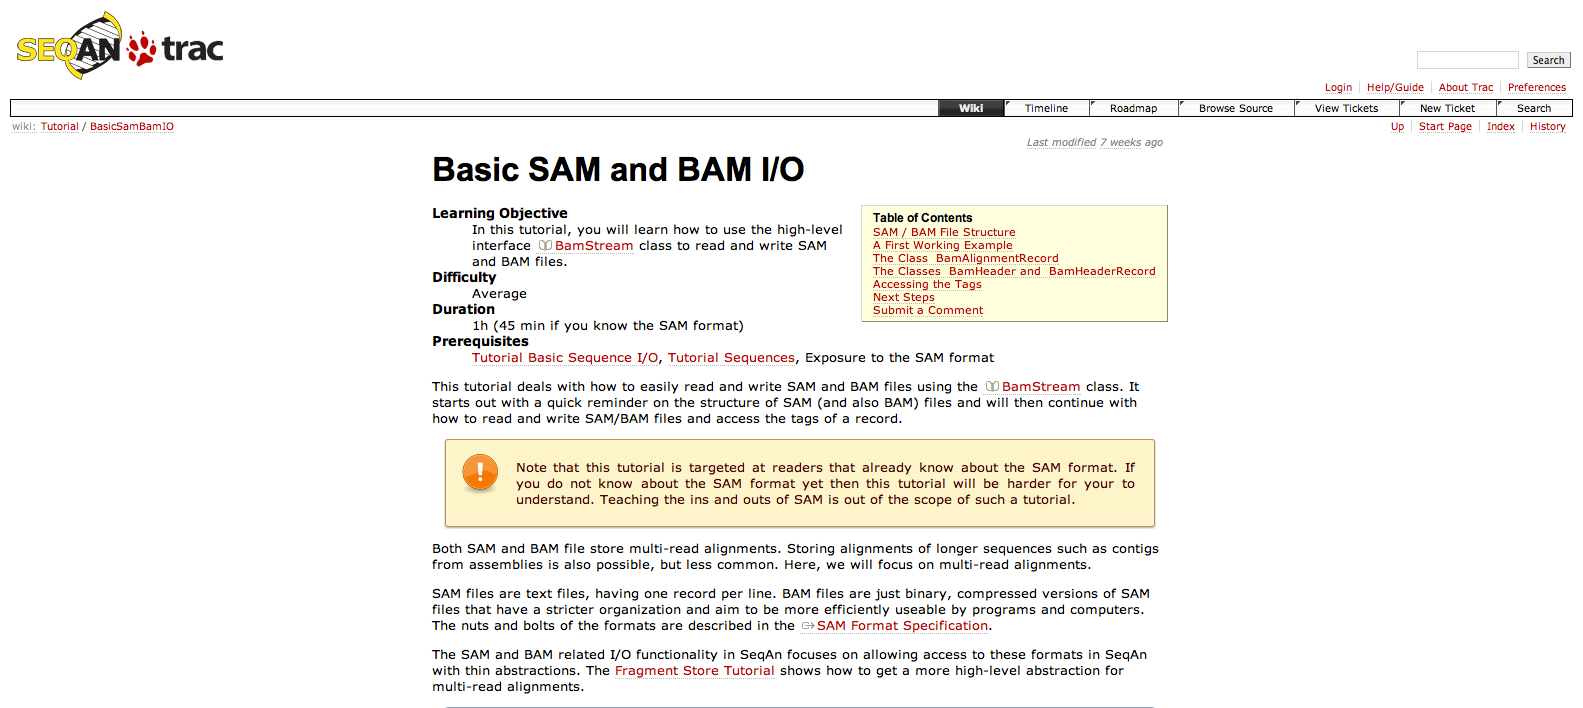 SEQAN trac
Search
Login Help/Guide About Trac Preferences
Wiki Timeline Roadmap Browse Source View Tickets New Ticket Search
wiki: Tutorial / BasicSamBamIO
Up Start Page Index History
Last modified 7 weeks ago
Basic SAM and BAM I/O
Learning Objective
In this tutorial, you will learn how to use the high-level
interface BamStream class to read and write SAM
and BAM files.
Difficulty
Average
Duration
1h (45 min if you know the SAM format)
Prerequisites
Tutorial Basic Sequence I/O, Tutorial Sequences, Exposure to the SAM format
Table of Contents
SAM / BAM File Structure
A First Working Example
The Class BamAlignmentRecord
The Classes BamHeader and BamHeaderRecord
Accessing the Tags
Next Steps
Submit a Comment
This tutorial deals with how to easily read and write SAM and BAM files using the BamStream class. It
starts out with a quick reminder on the structure of SAM (and also BAM) files and will then continue with
how to read and write SAM/BAM files and access the tags of a record.
Note that this tutorial is targeted at readers that already know about the SAM format. If
you do not know about the SAM format yet then this tutorial will be harder for your to
understand. Teaching the ins and outs of SAM is out of the scope of such a tutorial.
Both SAM and BAM file store multi-read alignments. Storing alignments of longer sequences such as contigs
from assemblies is also possible, but less common. Here, we will focus on multi-read alignments.
SAM files are text files, having one record per line. BAM files are just binary, compressed versions of SAM
files that have a stricter organization and aim to be more efficiently useable by programs and computers.
The nuts and bolts of the formats are described in the SAM Format Specification.
The SAM and BAM related I/O functionality in SeqAn focuses on allowing access to these formats in SeqAn
with thin abstractions. The Fragment Store Tutorial shows how to get a more high-level abstraction for
multi-read alignments.